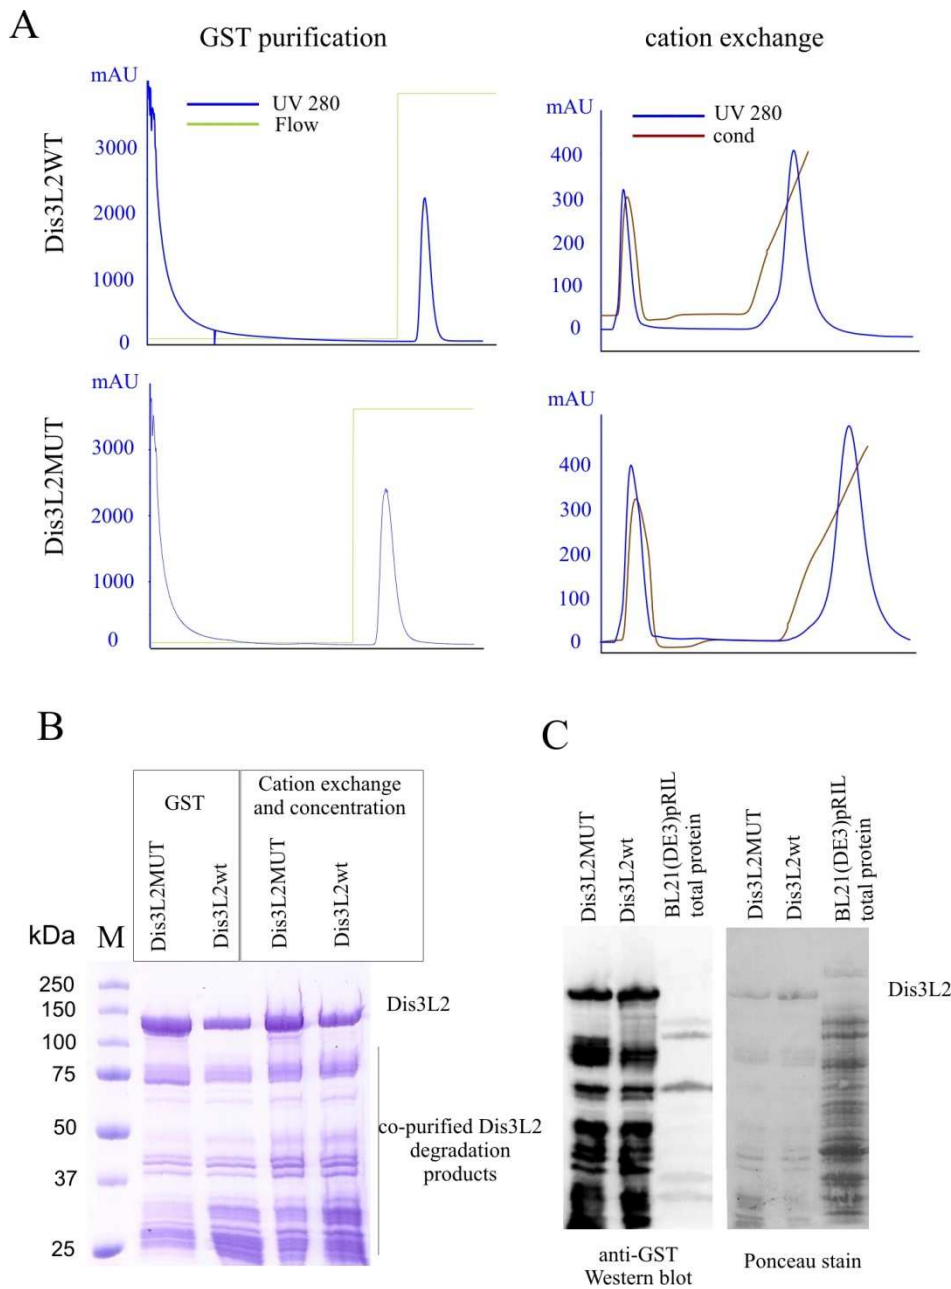 A
GST purification
cation exchange
Dis3L2WT
mAU
3000
2000
1000
0
UV 280
Flow
mAU
400
300
200
100
0
UV 280
cond
Dis3L2MUT
mAU
3000
2000
1000
0
mAU
400
300
200
100
0
B
GST
Cation exchange
and concentration
Dis3L2MUT
Dis3L2wt
Dis3L2MUT
Dis3L2wt
kDa
M
250
150
100
75
50
37
25
Dis3L2
co-purified Dis3L2
degradation
products
C
Dis3L2MUT
Dis3L2wt
BL21(DE3)pRIL
total protein
Dis3L2MUT
Dis3L2wt
BL21(DE3)pRIL
total protein
Dis3L2
anti-GST
Western blot
Ponceau stain